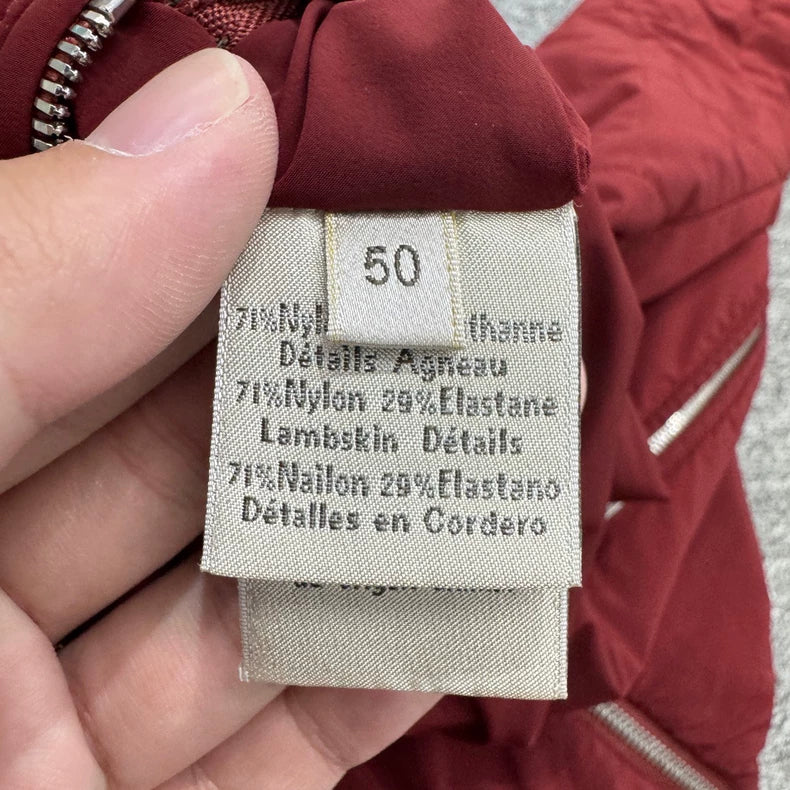 50
71%Nyl thanne
Détails Agneau
71%Nylon 29%Elastane
Lambskin Détails
71%Nailon 29%Elastano
Détalles en Cordero